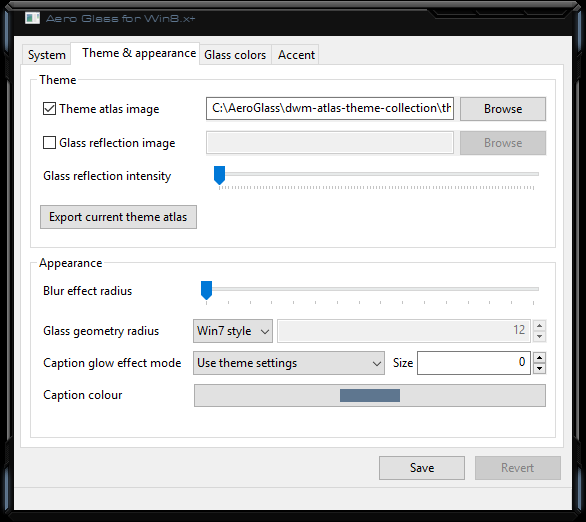 Aero Glass for Win8.x+
System Theme & appearance Glass colors Accent
Theme
Theme atlas image C:\AeroGlass\dwm-atlas-theme-collection\th Browse
Glass reflection image Browse
Glass reflection intensity
Export current theme atlas
Appearance
Blur effect radius
Glass geometry radius Win7 style 12
Caption glow effect mode Use theme settings Size 0
Caption colour
Save Revert